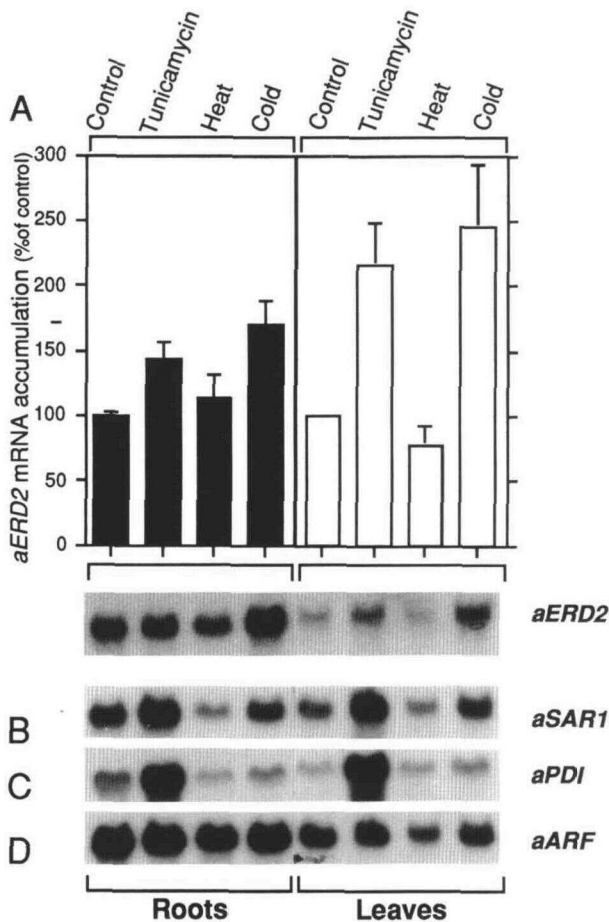 A
Control
Tunicamycin
Heat
Cold
Control
Tunicamycin
Heat
Cold
aERD2 mRNA accumulation (%of control)
300
250
200
150
100
50
0
aERD2
B
aSAR1
C
aPDI
D
aARF
Roots
Leaves